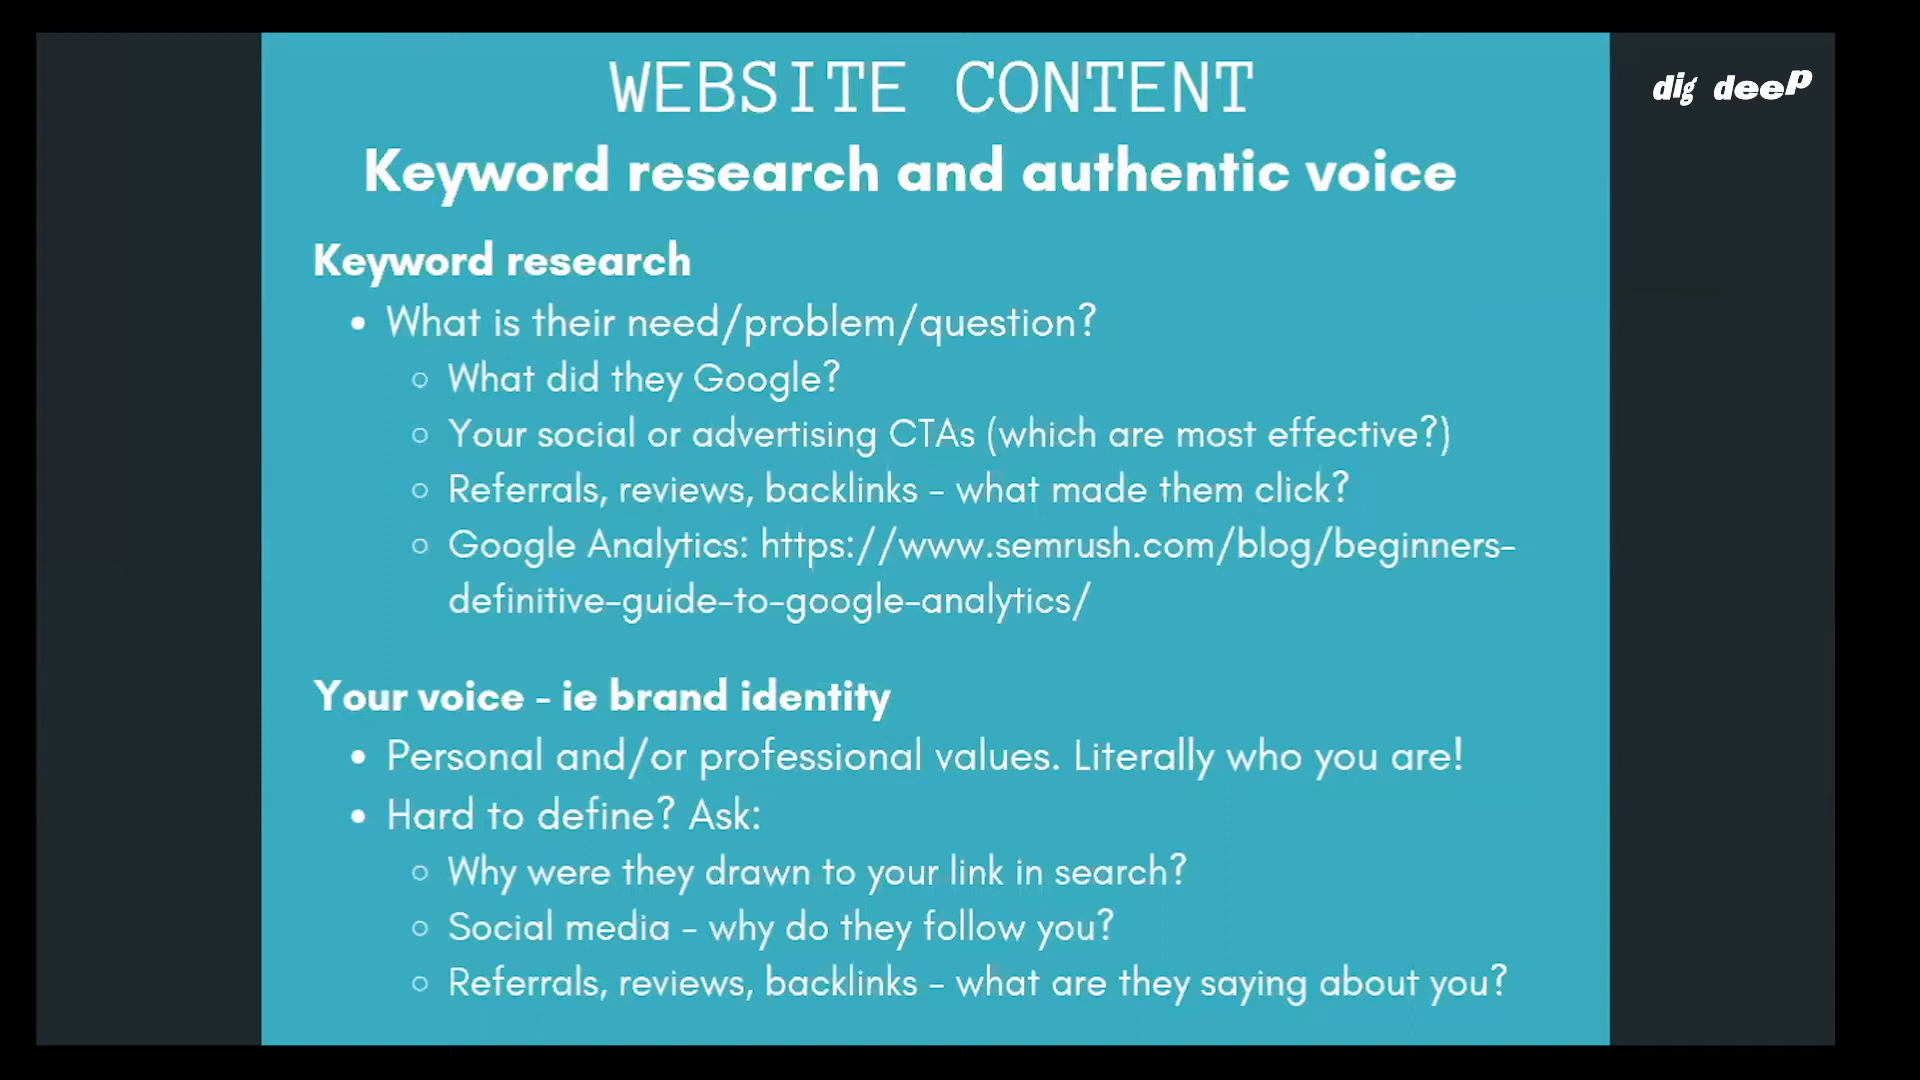 WEBSITE CONTENT
dig deep
Keyword research and authentic voice
Keyword research
• What is their need/problem/question?
○ What did they Google?
○ Your social or advertising CTAs (which are most effective?)
○ Referrals, reviews, backlinks - what made them click?
○ Google Analytics: https://www.semrush.com/blog/beginners-
definitive-guide-to-google-analytics/
Your voice - ie brand identity
• Personal and/or professional values. Literally who you are!
• Hard to define? Ask:
○ Why were they drawn to your link in search?
○ Social media - why do they follow you?
○ Referrals, reviews, backlinks - what are they saying about you?